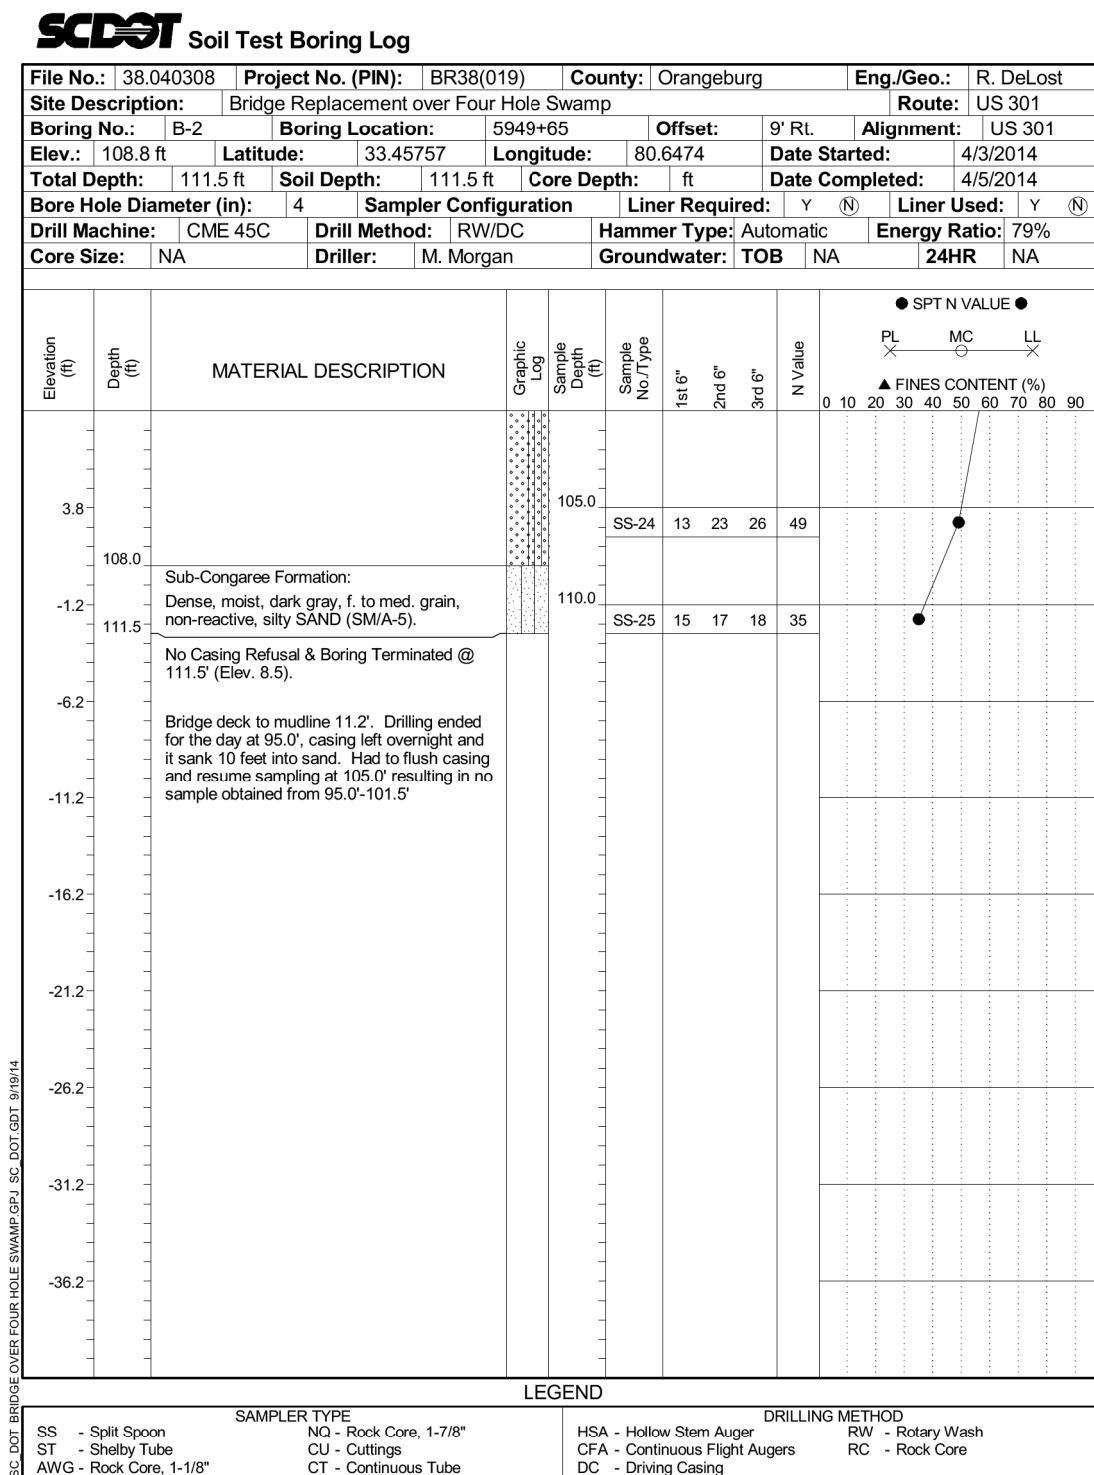 SCDOT Soil Test Boring Log
File No.: 38.040308 Project No. (PIN): BR38(019) County: Orangeburg Eng./Geo.: R. DeLost
Site Description: Bridge Replacement over Four Hole Swamp Route: US 301
Boring No.: B-2 Boring Location: 5949+65 Offset: 9' Rt. Alignment: US 301
Elev.: 108.8 ft Latitude: 33.45757 Longitude: 80.6474 Date Started: 4/3/2014
Total Depth: 111.5 ft Soil Depth: 111.5 ft Core Depth: ft Date Completed: 4/5/2014
Bore Hole Diameter (in): 4 Sampler Configuration Liner Required: Y N Liner Used: Y N
Drill Machine: CME 45C Drill Method: RW/DC Hammer Type: Automatic Energy Ratio: 79%
Core Size: NA Driller: M. Morgan Groundwater: TOB NA 24HR NA
Elevation (ft)
Depth (ft)
MATERIAL DESCRIPTION
Graphic Log
Sample Depth (ft)
Sample No./Type
1st 6"
2nd 6"
3rd 6"
N Value
● SPT N VALUE ●
PL MC LL
▲ FINES CONTENT (%)
0 10 20 30 40 50 60 70 80 90
105.0
3.8
SS-24 13 23 26 49
108.0
Sub-Congaree Formation:
Dense, moist, dark gray, f. to med. grain,
non-reactive, silty SAND (SM/A-5).
110.0
-1.2
SS-25 15 17 18 35
111.5
No Casing Refusal & Boring Terminated @
111.5' (Elev. 8.5).
-6.2
Bridge deck to mudline 11.2'. Drilling ended
for the day at 95.0', casing left overnight and
it sank 10 feet into sand. Had to flush casing
and resume sampling at 105.0' resulting in no
sample obtained from 95.0'-101.5'
-11.2
-16.2
-21.2
-26.2
-31.2
-36.2
SC_DOT BRIDGE OVER FOUR HOLE SWAMP.GPJ SC_DOT.GDT 9/19/14
LEGEND
SAMPLER TYPE DRILLING METHOD
SS - Split Spoon NQ - Rock Core, 1-7/8" HSA - Hollow Stem Auger RW - Rotary Wash
ST - Shelby Tube CU - Cuttings CFA - Continuous Flight Augers RC - Rock Core
AWG - Rock Core, 1-1/8" CT - Continuous Tube DC - Driving Casing